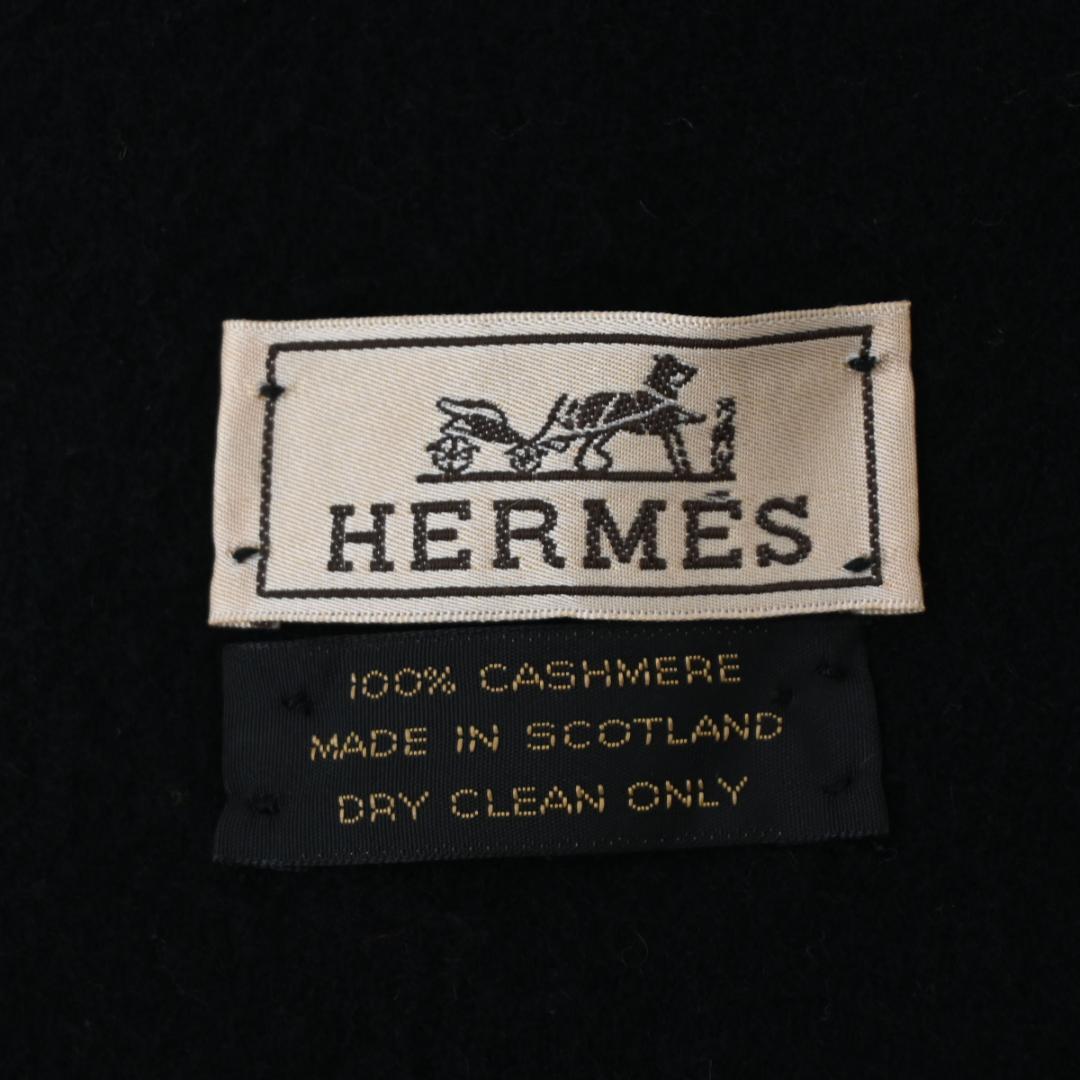 HERMÈS
100% CASHMERE
MADE IN SCOTLAND
DRY CLEAN ONLY